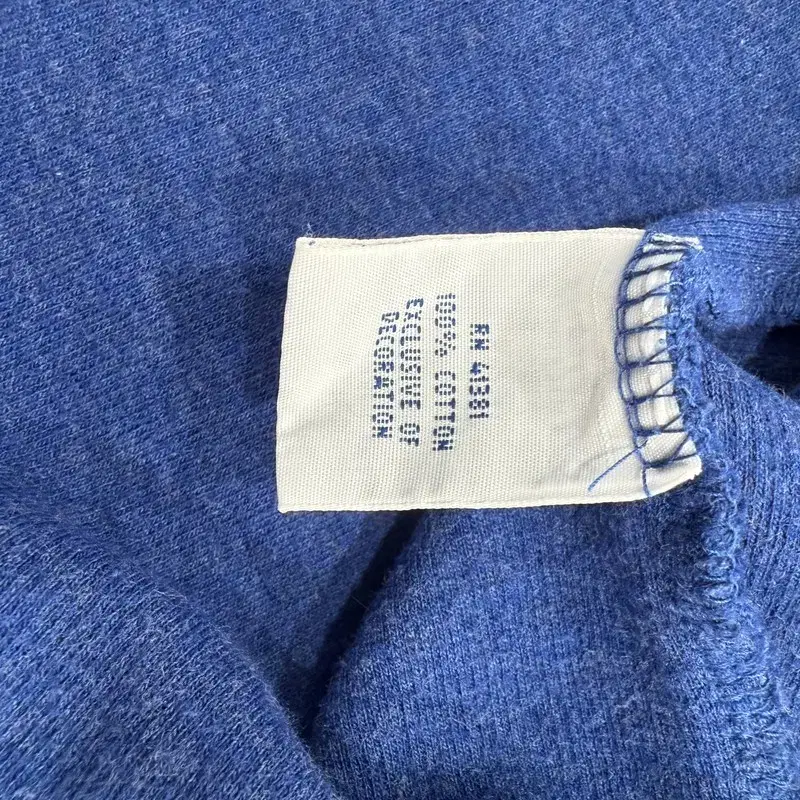 RN 41381
100% COTTON
EXCLUSIVE OF
DECORATION